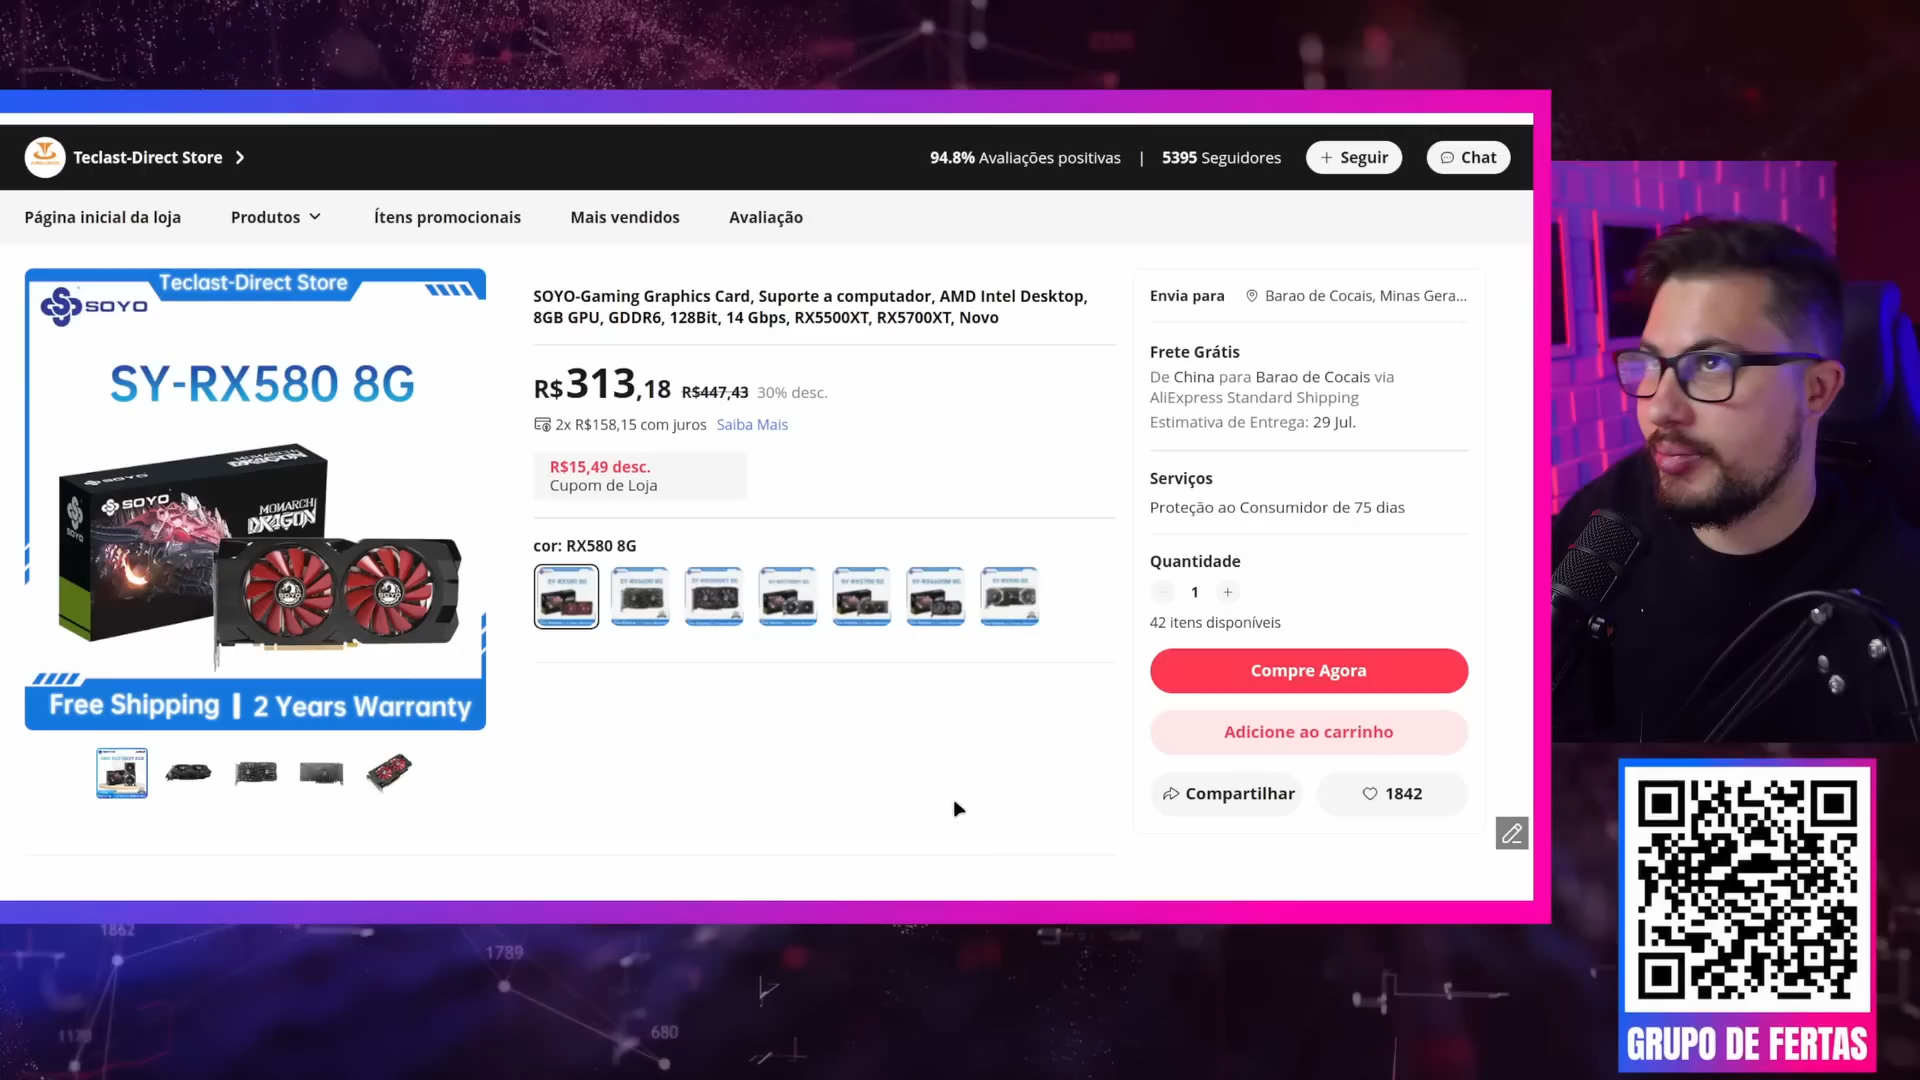 Teclast-Direct Store
94.8% Avaliações positivas | 5395 Seguidores
+ Seguir
Chat
Página inicial da loja
Produtos
Ítens promocionais
Mais vendidos
Avaliação
Teclast-Direct Store
SOYO
SY-RX580 8G
SOYO
MONARCH
DRAGON
SOYO
MONARCH
DRAGON
Free Shipping | 2 Years Warranty
SOYO-Gaming Graphics Card, Suporte a computador, AMD Intel Desktop,
8GB GPU, GDDR6, 128Bit, 14 Gbps, RX5500XT, RX5700XT, Novo
R$313,18 R$447,43 30% desc.
2x R$158,15 com juros Saiba Mais
R$15,49 desc.
Cupom de Loja
cor: RX580 8G
Envia para Barao de Cocais, Minas Gera...
Frete Grátis
De China para Barao de Cocais via
AliExpress Standard Shipping
Estimativa de Entrega: 29 Jul.
Serviços
Proteção ao Consumidor de 75 dias
Quantidade
- 1 +
42 itens disponíveis
Compre Agora
Adicione ao carrinho
Compartilhar
1842
1862
1789
680
GRUPO DE FERTAS